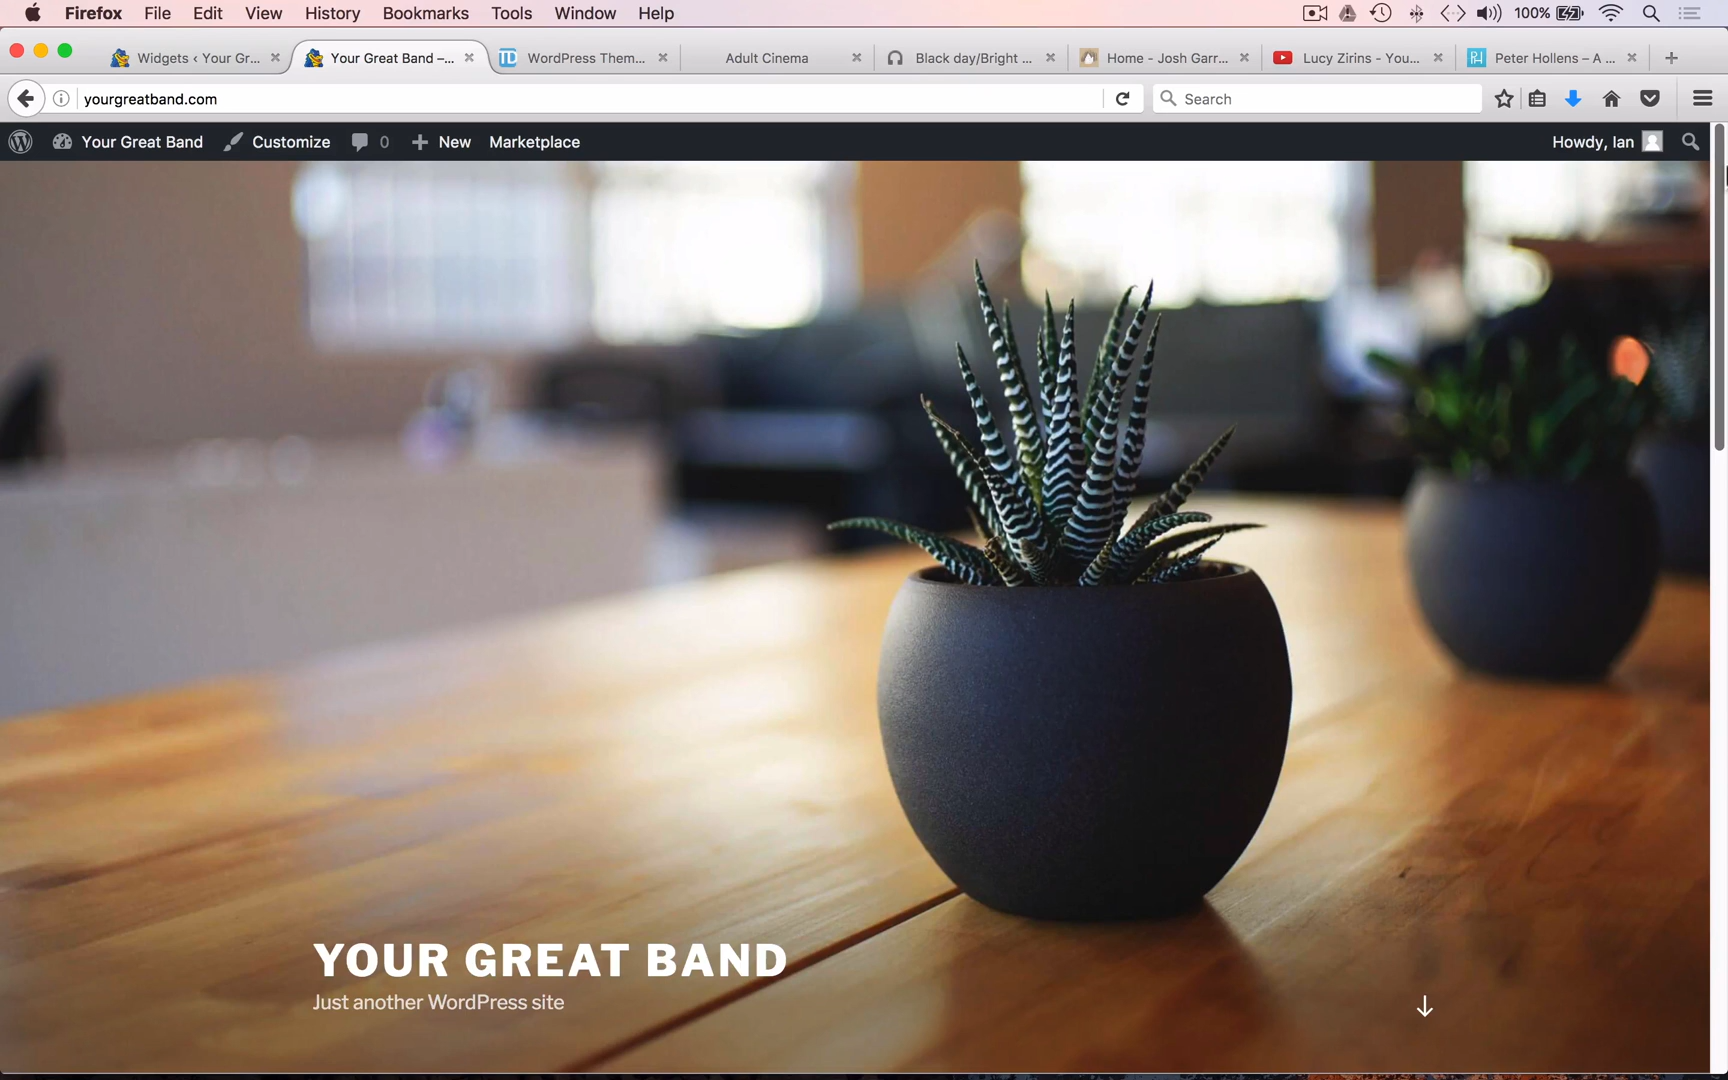 Firefox File Edit View History Bookmarks Tools Window Help 100%
Widgets ‹ Your Gr... Your Great Band –... TD WordPress Them... Adult Cinema Black day/Bright ... Home - Josh Garr... Lucy Zirins - You... PH Peter Hollens – A ...
yourgreatband.com Search
Your Great Band Customize 0 New Marketplace Howdy, Ian
YOUR GREAT BAND
Just another WordPress site